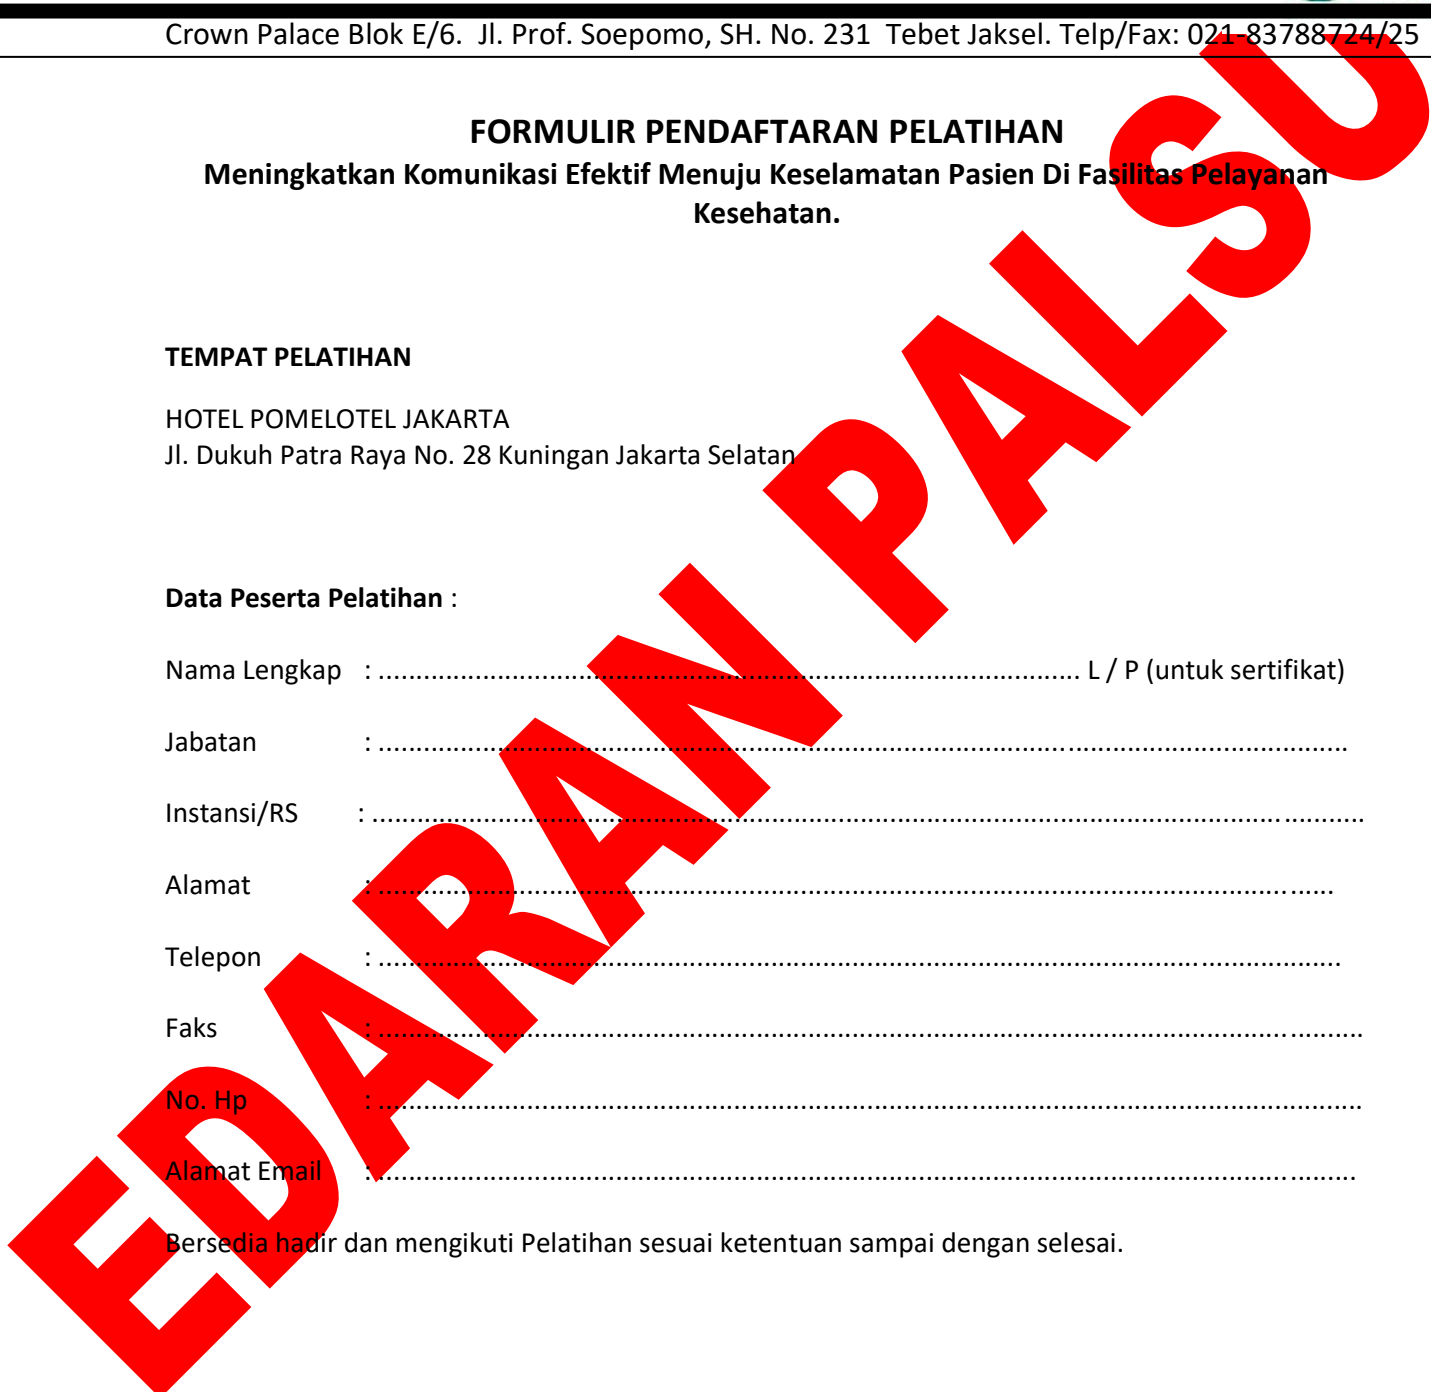 Crown Palace Blok E/6. Jl. Prof. Soepomo, SH. No. 231 Tebet Jaksel. Telp/Fax: 021-83788724/25
FORMULIR PENDAFTARAN PELATIHAN
Meningkatkan Komunikasi Efektif Menuju Keselamatan Pasien Di Fasilitas Pelayanan
Kesehatan.
TEMPAT PELATIHAN
HOTEL POMELOTEL JAKARTA
Jl. Dukuh Patra Raya No. 28 Kuningan Jakarta Selatan
Data Peserta Pelatihan :
Nama Lengkap : .............................................................................................. L / P (untuk sertifikat)
Jabatan : ..................................................................................................................................
Instansi/RS : .....................................................................................................................................
Alamat : ................................................................................................................................
Telepon : .................................................................................................................................
Faks : ....................................................................................................................................
No. Hp : ....................................................................................................................................
Alamat Email : ...................................................................................................................................
Bersedia hadir dan mengikuti Pelatihan sesuai ketentuan sampai dengan selesai.
EDARAN PALSU